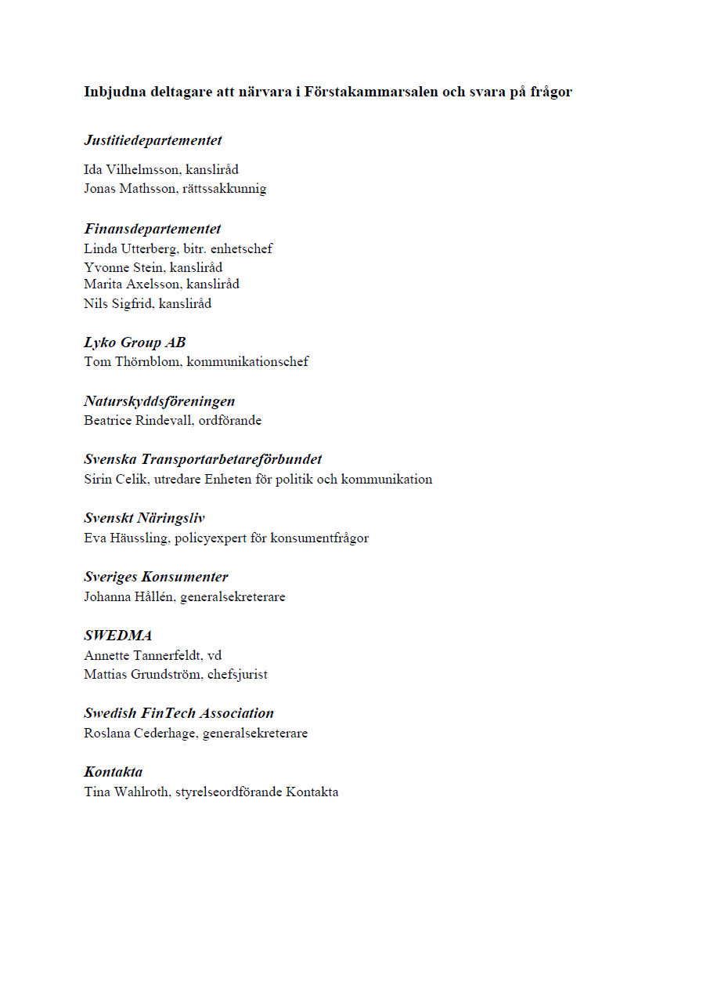 Inbjudna deltagare att närvara i Förstakammarsalen och svara på frågor
Justitiedepartementet
Ida Vilhelmsson, kansliråd
Jonas Mathsson, rättssakkunnig
Finansdepartementet
Linda Utterberg, bitr. enhetschef
Yvonne Stein, kansliråd
Marita Axelsson, kansliråd
Nils Sigfrid, kansliråd
Lyko Group AB
Tom Thörnblom, kommunikationschef
Naturskyddsföreningen
Beatrice Rindevall, ordförande
Svenska Transportarbetareförbundet
Sirin Celik, utredare Enheten för politik och kommunikation
Svenskt Näringsliv
Eva Häussling, policyexpert för konsumentfrågor
Sveriges Konsumenter
Johanna Hållén, generalsekreterare
SWEDMA
Annette Tannerfeldt, vd
Mattias Grundström, chefsjurist
Swedish FinTech Association
Roslana Cederhage, generalsekreterare
Kontakta
Tina Wahlroth, styrelseordförande Kontakta